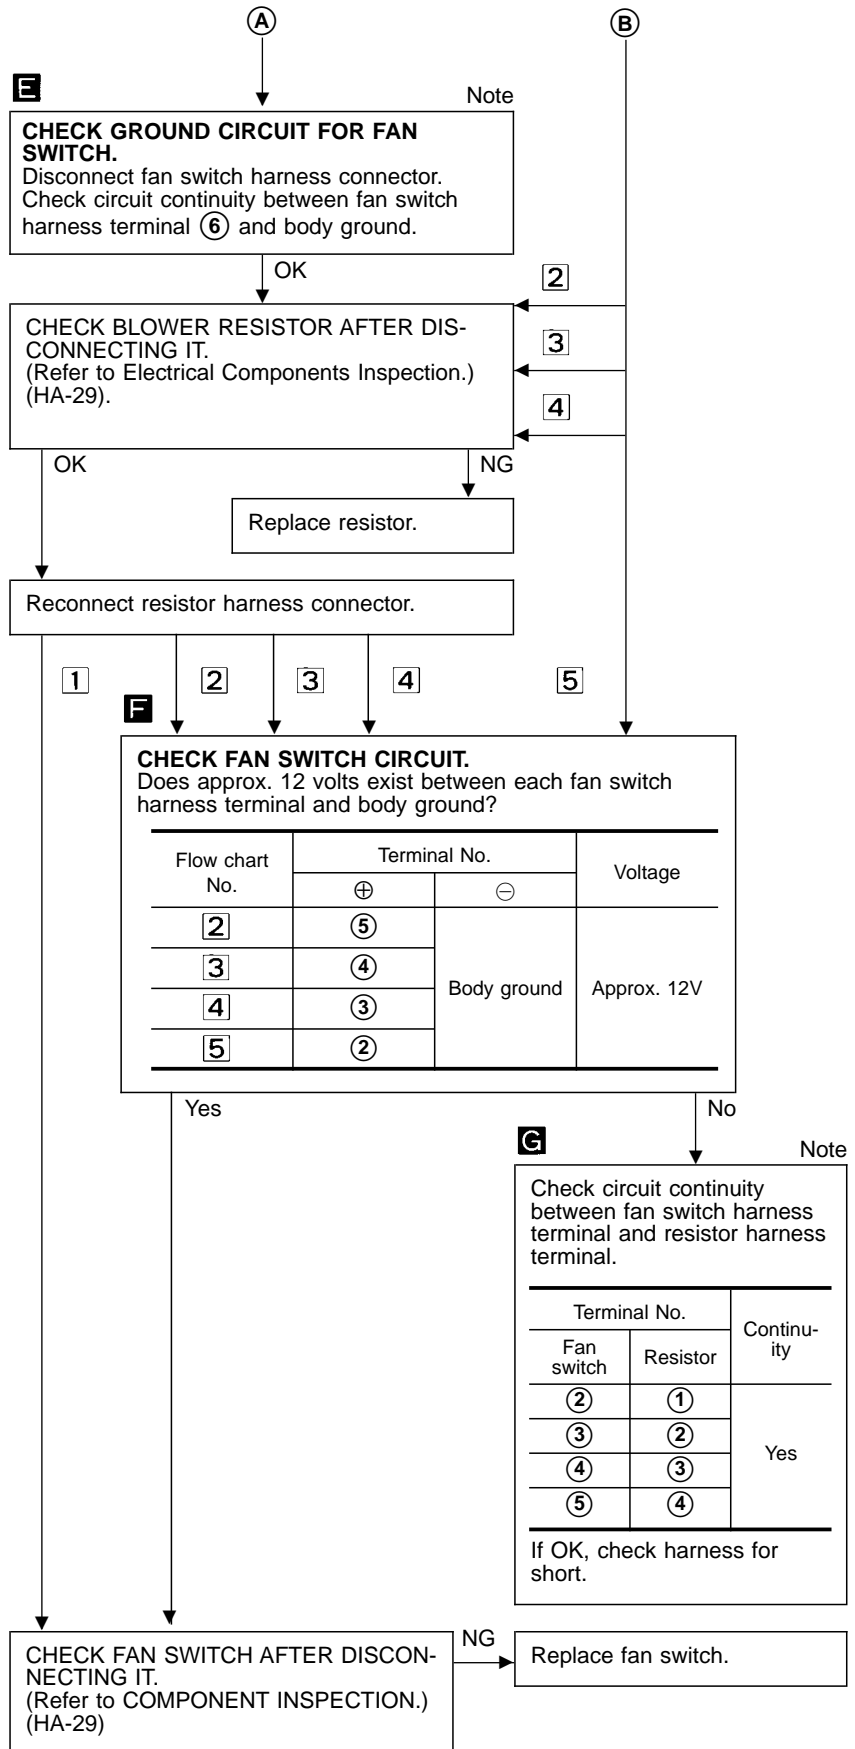 A
B
E
Note
CHECK GROUND CIRCUIT FOR FAN
SWITCH.
Disconnect fan switch harness connector.
Check circuit continuity between fan switch
harness terminal ⑥ and body ground.
OK
2
CHECK BLOWER RESISTOR AFTER DIS-
CONNECTING IT.
(Refer to Electrical Components Inspection.)
(HA-29).
3
4
OK
NG
Replace resistor.
Reconnect resistor harness connector.
1 2 3 4 5
F
CHECK FAN SWITCH CIRCUIT.
Does approx. 12 volts exist between each fan switch
harness terminal and body ground?
Flow chart
No.
Terminal No.
⊕ ⊖
Voltage
2 ⑤
3 ④
4 ③
5 ②
Body ground
Approx. 12V
Yes
No
G
Note
Check circuit continuity
between fan switch harness
terminal and resistor harness
terminal.
Terminal No.
Continu-
ity
Fan
switch
Resistor
② ①
③ ②
④ ③
⑤ ④
Yes
If OK, check harness for
short.
CHECK FAN SWITCH AFTER DISCON-
NECTING IT.
(Refer to COMPONENT INSPECTION.)
(HA-29)
NG
Replace fan switch.